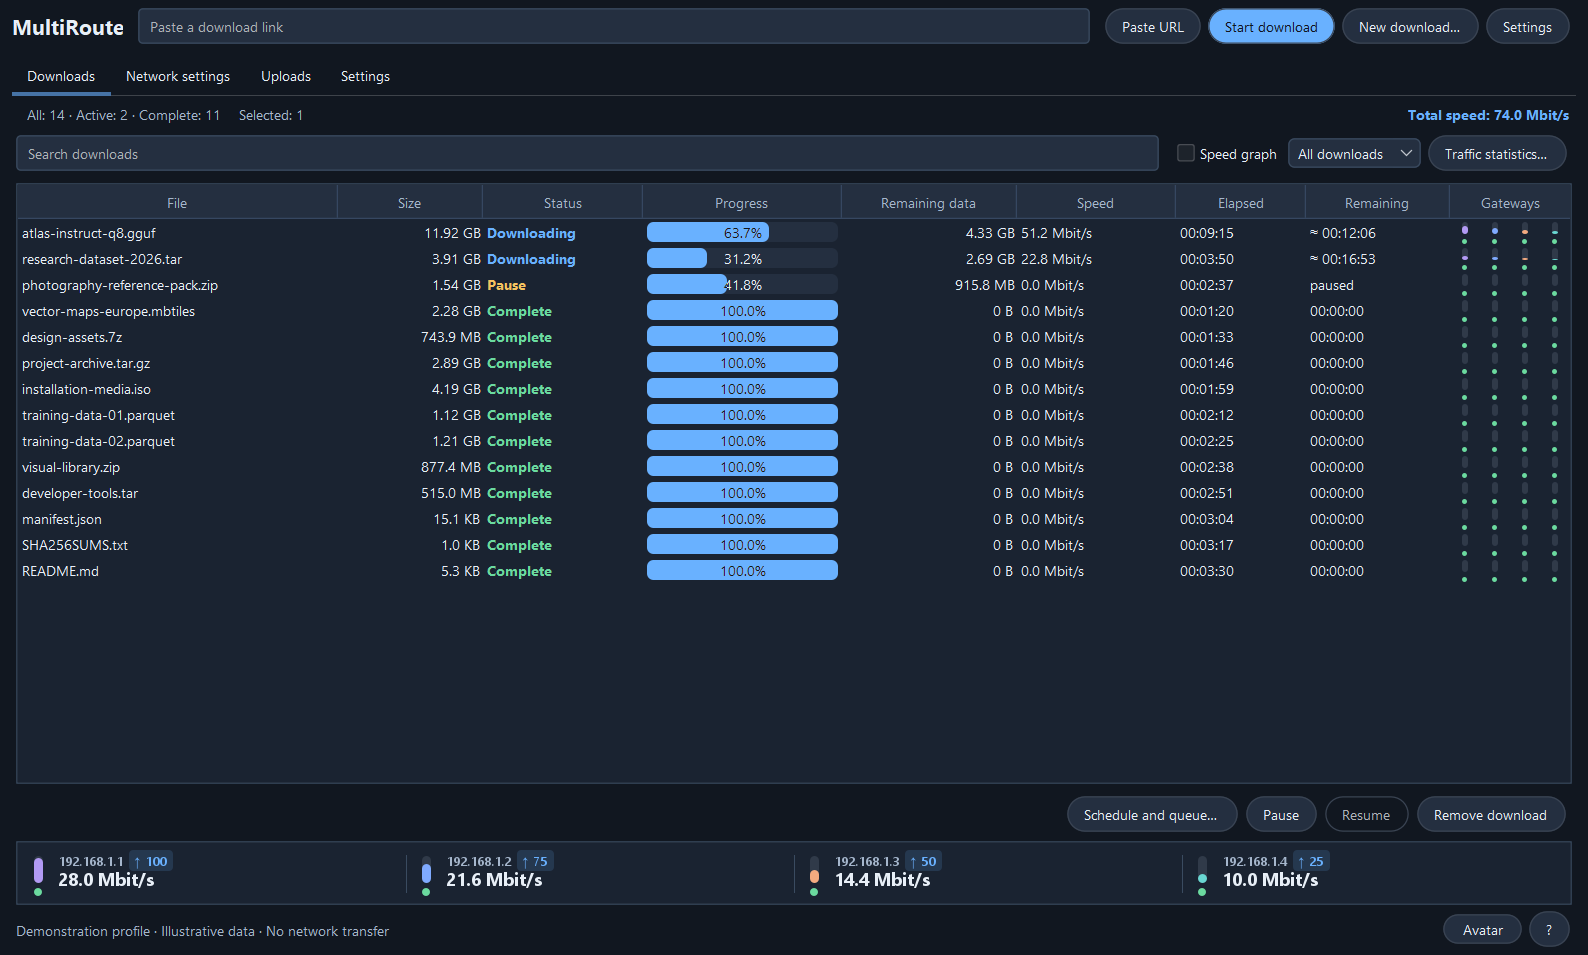 MultiRoute Paste a download link Paste URL Start download New download... Settings
Downloads Network settings Uploads Settings
All: 14 · Active: 2 · Complete: 11 Selected: 1 Total speed: 74.0 Mbit/s
Search downloads Speed graph All downloads Traffic statistics...
File Size Status Progress Remaining data Speed Elapsed Remaining Gateways
atlas-instruct-q8.gguf 11.92 GB Downloading 63.7% 4.33 GB 51.2 Mbit/s 00:09:15 ≈ 00:12:06
research-dataset-2026.tar 3.91 GB Downloading 31.2% 2.69 GB 22.8 Mbit/s 00:03:50 ≈ 00:16:53
photography-reference-pack.zip 1.54 GB Pause 41.8% 915.8 MB 0.0 Mbit/s 00:02:37 paused
vector-maps-europe.mbtiles 2.28 GB Complete 100.0% 0 B 0.0 Mbit/s 00:01:20 00:00:00
design-assets.7z 743.9 MB Complete 100.0% 0 B 0.0 Mbit/s 00:01:33 00:00:00
project-archive.tar.gz 2.89 GB Complete 100.0% 0 B 0.0 Mbit/s 00:01:46 00:00:00
installation-media.iso 4.19 GB Complete 100.0% 0 B 0.0 Mbit/s 00:01:59 00:00:00
training-data-01.parquet 1.12 GB Complete 100.0% 0 B 0.0 Mbit/s 00:02:12 00:00:00
training-data-02.parquet 1.21 GB Complete 100.0% 0 B 0.0 Mbit/s 00:02:25 00:00:00
visual-library.zip 877.4 MB Complete 100.0% 0 B 0.0 Mbit/s 00:02:38 00:00:00
developer-tools.tar 515.0 MB Complete 100.0% 0 B 0.0 Mbit/s 00:02:51 00:00:00
manifest.json 15.1 KB Complete 100.0% 0 B 0.0 Mbit/s 00:03:04 00:00:00
SHA256SUMS.txt 1.0 KB Complete 100.0% 0 B 0.0 Mbit/s 00:03:17 00:00:00
README.md 5.3 KB Complete 100.0% 0 B 0.0 Mbit/s 00:03:30 00:00:00
Schedule and queue... Pause Resume Remove download
192.168.1.1 ↑ 100 192.168.1.2 ↑ 75 192.168.1.3 ↑ 50 192.168.1.4 ↑ 25
28.0 Mbit/s 21.6 Mbit/s 14.4 Mbit/s 10.0 Mbit/s
Demonstration profile · Illustrative data · No network transfer Avatar ?